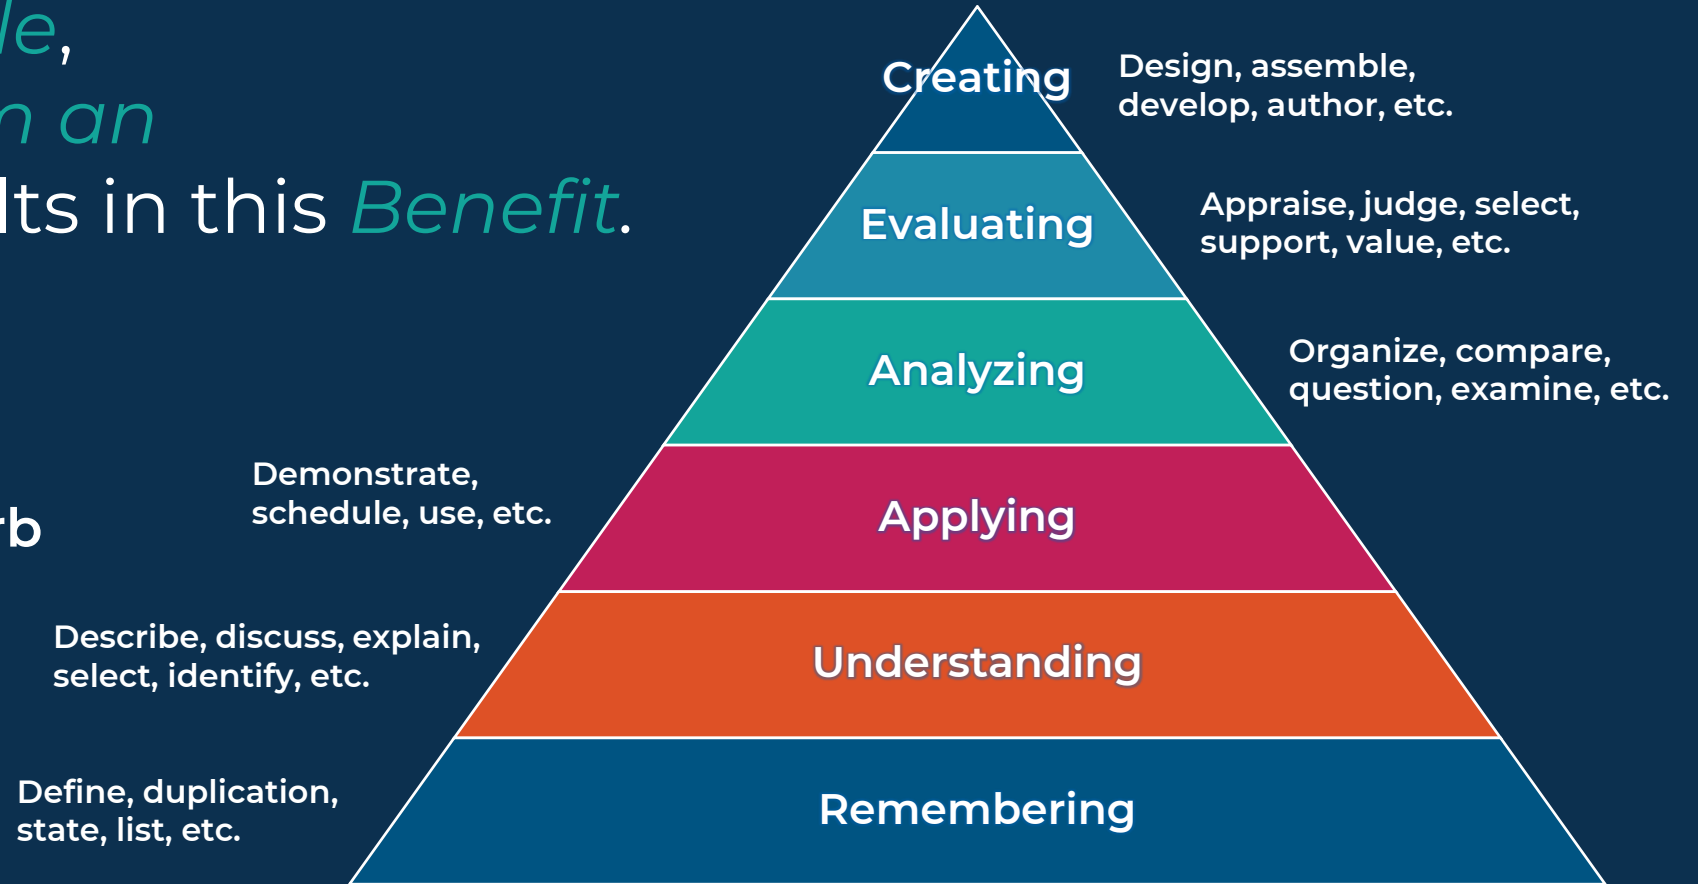 le,
n an
lts in this Benefit.
Creating
Design, assemble,
develop, author, etc.
Evaluating
Appraise, judge, select,
support, value, etc.
Analyzing
Organize, compare,
question, examine, etc.
Demonstrate,
schedule, use, etc.
Applying
rb
Describe, discuss, explain,
select, identify, etc.
Understanding
Define, duplication,
state, list, etc.
Remembering